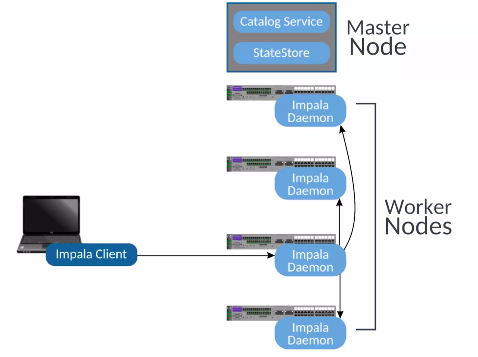 Catalog Service
StateStore
Master
Node
Impala
Daemon
Impala
Daemon
Worker
Nodes
Impala Client
Impala
Daemon
Impala
Daemon